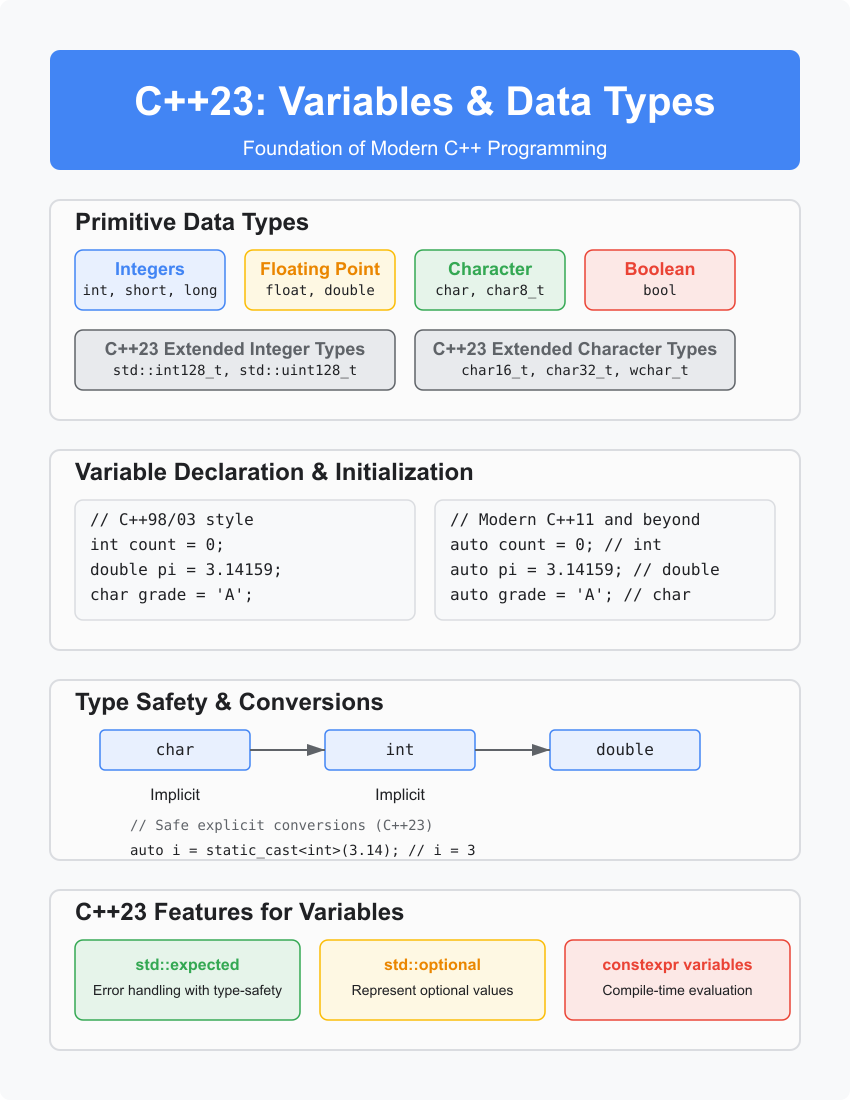 C++23: Variables & Data Types
Foundation of Modern C++ Programming
Primitive Data Types
Integers
int, short, long
Floating Point
float, double
Character
char, char8_t
Boolean
bool
C++23 Extended Integer Types
std::int128_t, std::uint128_t
C++23 Extended Character Types
char16_t, char32_t, wchar_t
Variable Declaration & Initialization
// C++98/03 style
int count = 0;
double pi = 3.14159;
char grade = 'A';
// Modern C++11 and beyond
auto count = 0; // int
auto pi = 3.14159; // double
auto grade = 'A'; // char
Type Safety & Conversions
char
int
double
Implicit
Implicit
// Safe explicit conversions (C++23)
auto i = static_cast<int>(3.14); // i = 3
C++23 Features for Variables
std::expected
Error handling with type-safety
std::optional
Represent optional values
constexpr variables
Compile-time evaluation